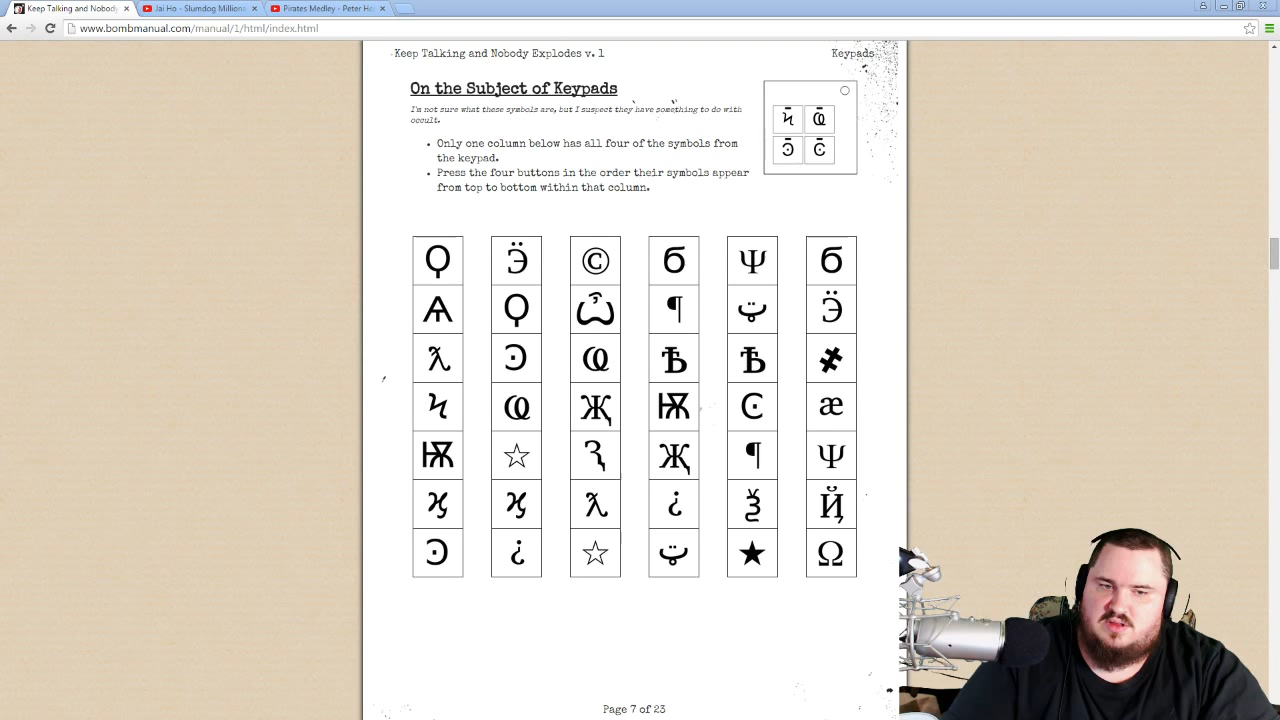 Keep Talking and Nobody
Jai Ho - Slumdog Million
Pirates Medley - Peter Ho
www.bombmanual.com/manual/1/html/index.html
Keep Talking and Nobody Explodes v. 1
Keypads
On the Subject of Keypads
I'm not sure what these symbols are, but I suspect they have something to do with
occult.
• Only one column below has all four of the symbols from
the keypad.
• Press the four buttons in the order their symbols appear
from top to bottom within that column.
Ϟ Ҩ
Ͽ Ͼ
Ϙ Ӭ © б Ψ б
Ѧ Ϙ Ѽ ¶ ټ Ӭ
ƛ Ͽ Ҩ Ѣ Ѣ ҂
Ϟ Ҩ Җ Ѭ Ͼ æ
Ѭ ☆ Ԇ Җ ¶ Ψ
ϗ ϗ ƛ ¿ Ѯ Ҋ
Ͽ ¿ ☆ ټ ★ Ω
Page 7 of 23